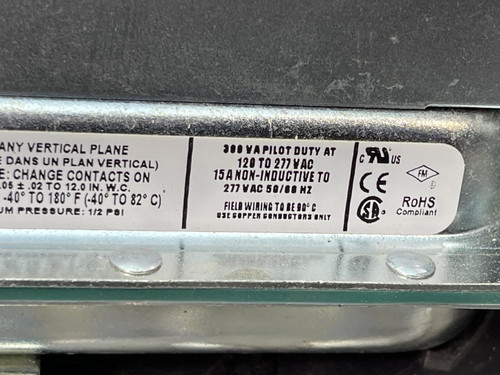 ANY VERTICAL PLANE
DANS UN PLAN VERTICAL)
E: CHANGE CONTACTS ON
.05 ± .02 TO 12.0 IN. W.C.
-40° TO 180° F (-40° TO 82° C)
UM PRESSURE: 1/2 PSI
300 VA PILOT DUTY AT
120 TO 277 VAC
15A NON-INDUCTIVE TO
277 VAC 50/60 HZ
FIELD WIRING TO BE 90° C
USE COPPER CONDUCTORS ONLY
c RU US
FM
CE
SA
RoHS
Compliant